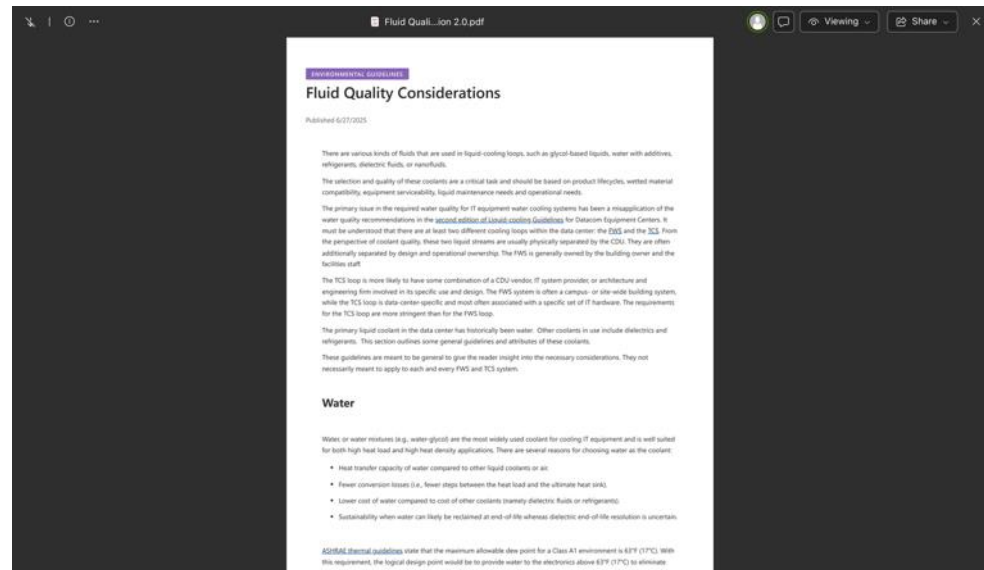 Fluid Quali...ion 2.0.pdf
Viewing
Share
ENVIRONMENTAL GUIDELINES
Fluid Quality Considerations
Published 6/27/2025
There are various kinds of fluids that are used in liquid-cooling loops, such as glycol-based liquids, water with additives,
refrigerants, dielectric fluids, or nanofluids.
The selection and quality of these coolants are a critical task and should be based on product lifecycles, wetted material
compatibility, equipment serviceability, liquid maintenance needs and operational needs.
The primary issue in the required water quality for IT equipment water cooling systems has been a misapplication of the
water quality recommendations in the second edition of Liquid-cooling Guidelines for Datacom Equipment Centers. It
must be understood that there are at least two different cooling loops within the data center: the FWS and the TCS. From
the perspective of coolant quality, these two liquid streams are usually physically separated by the CDU. They are often
additionally separated by design and operational ownership. The FWS is generally owned by the building owner and the
facilities staff.
The TCS loop is more likely to have some combination of a CDU vendor, IT system provider, or architecture and
engineering firm involved in its specific use and design. The FWS system is often a campus- or site-wide building system,
while the TCS loop is data-center-specific and most often associated with a specific set of IT hardware. The requirements
for the TCS loop are more stringent than for the FWS loop.
The primary liquid coolant in the data center has historically been water. Other coolants in use include dielectrics and
refrigerants. This section outlines some general guidelines and attributes of these coolants.
These guidelines are meant to be general to give the reader insight into the necessary considerations. They not
necessarily meant to apply to each and every FWS and TCS system.
Water
Water, or water mixtures (e.g., water-glycol) are the most widely used coolant for cooling IT equipment and is well suited
for both high heat load and high heat density applications. There are several reasons for choosing water as the coolant:
• Heat transfer capacity of water compared to other liquid coolants or air.
• Fewer conversion losses (i.e., fewer steps between the heat load and the ultimate heat sink).
• Lower cost of water compared to cost of other coolants (namely dielectric fluids or refrigerants).
• Sustainability when water can likely be reclaimed at end-of-life whereas dielectric end-of-life resolution is uncertain.
ASHRAE thermal guidelines state that the maximum allowable dew point for a Class A1 environment is 63°F (17°C). With
this requirement, the logical design point would be to provide water to the electronics above 63°F (17°C) to eliminate